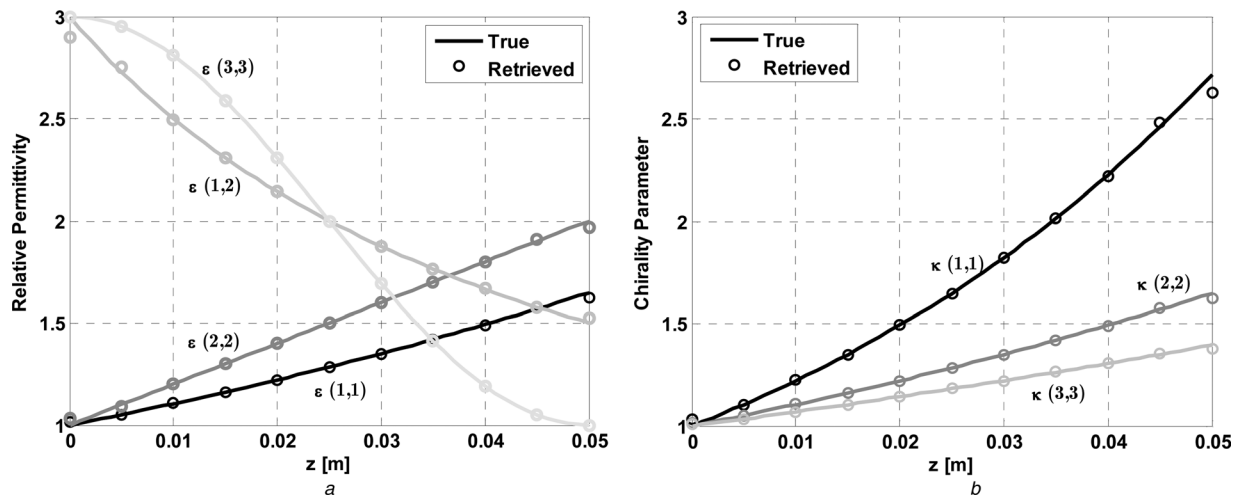 Relative Permittivity
3
2.5
2
1.5
1
0
0.01
0.02
0.03
0.04
0.05
z [m]
True
Retrieved
ε (3,3)
ε (1,2)
ε (2,2)
ε (1,1)
a
Chirality Parameter
3
2.5
2
1.5
1
0
0.01
0.02
0.03
0.04
0.05
z [m]
True
Retrieved
κ (1,1)
κ (2,2)
κ (3,3)
b